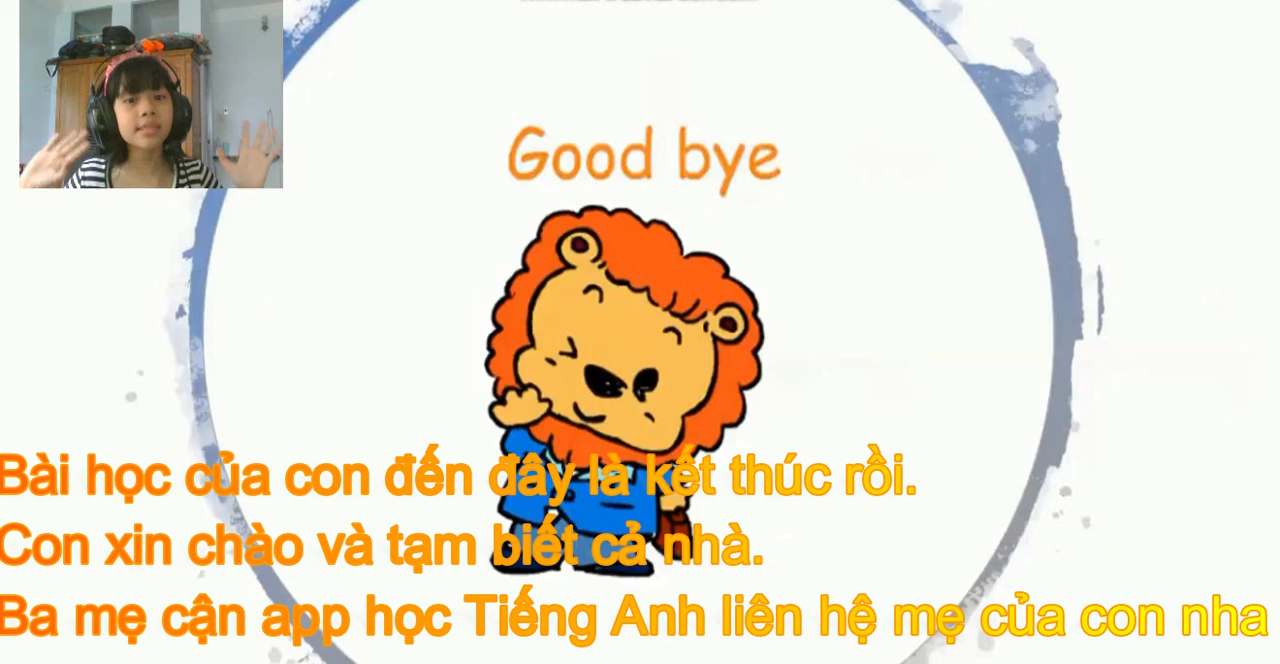 Good bye
Bài học của con đến đây là kết thúc rồi.
Con xin chào và tạm biết cả nhà.
Ba mẹ cận app học Tiếng Anh liên hệ mẹ của con nha